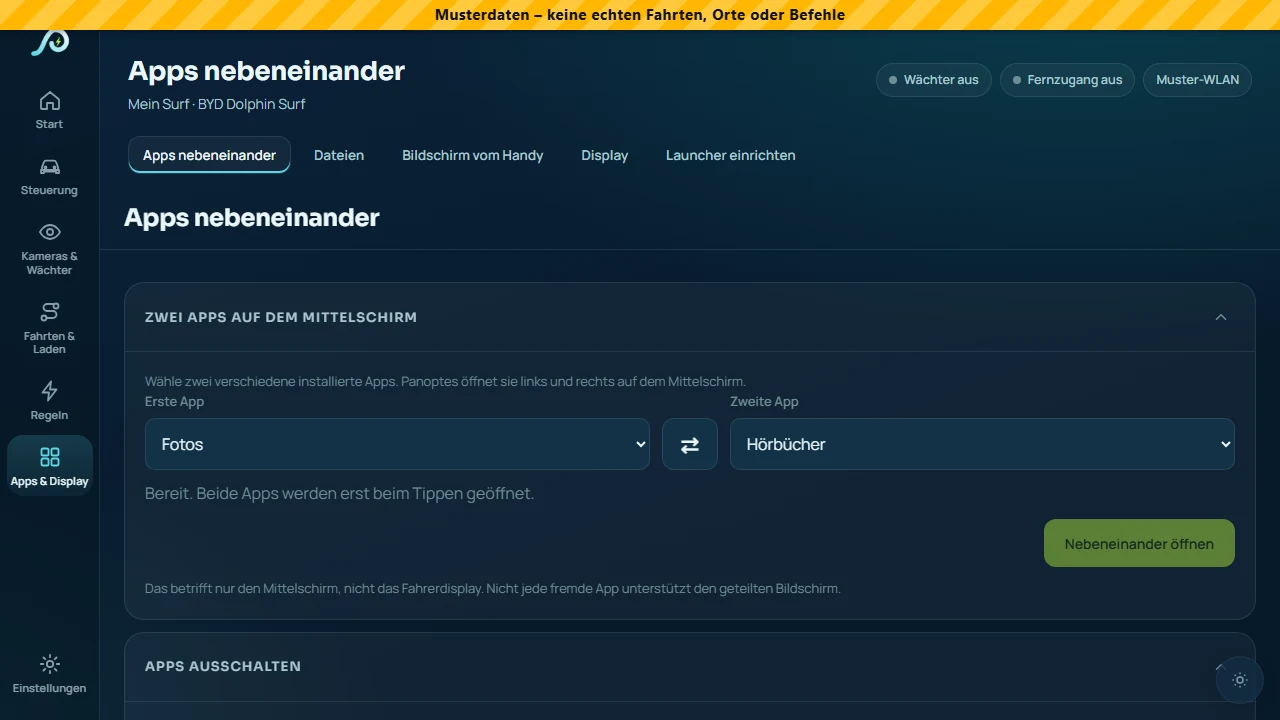 Musterdaten – keine echten Fahrten, Orte oder Befehle
Apps nebeneinander
Mein Surf · BYD Dolphin Surf
Wächter aus
Fernzugang aus
Muster-WLAN
Start
Steuerung
Kameras &
Wächter
Fahrten &
Laden
Regeln
Apps & Display
Einstellungen
Apps nebeneinander
Dateien
Bildschirm vom Handy
Display
Launcher einrichten
Apps nebeneinander
ZWEI APPS AUF DEM MITTELSCHIRM
Wähle zwei verschiedene installierte Apps. Panoptes öffnet sie links und rechts auf dem Mittelschirm.
Erste App
Zweite App
Fotos
Hörbücher
Bereit. Beide Apps werden erst beim Tippen geöffnet.
Nebeneinander öffnen
Das betrifft nur den Mittelschirm, nicht das Fahrerdisplay. Nicht jede fremde App unterstützt den geteilten Bildschirm.
APPS AUSSCHALTEN